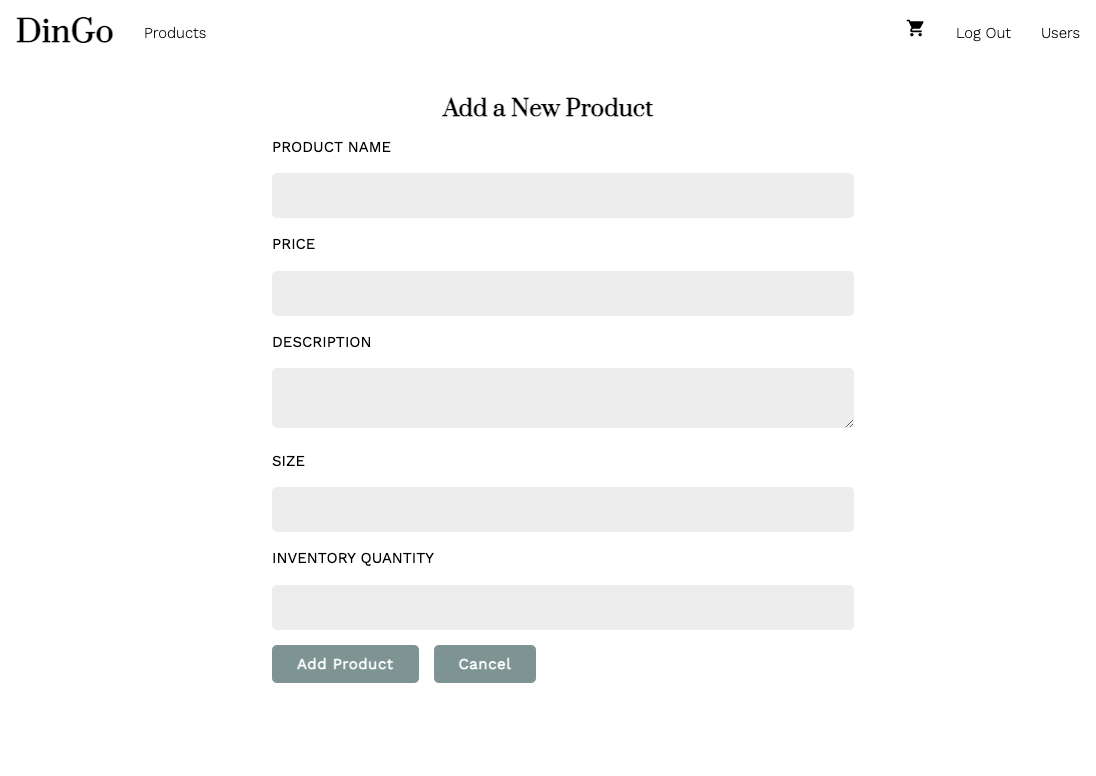 DinGo Products Log Out Users
Add a New Product
PRODUCT NAME
PRICE
DESCRIPTION
SIZE
INVENTORY QUANTITY
Add Product Cancel